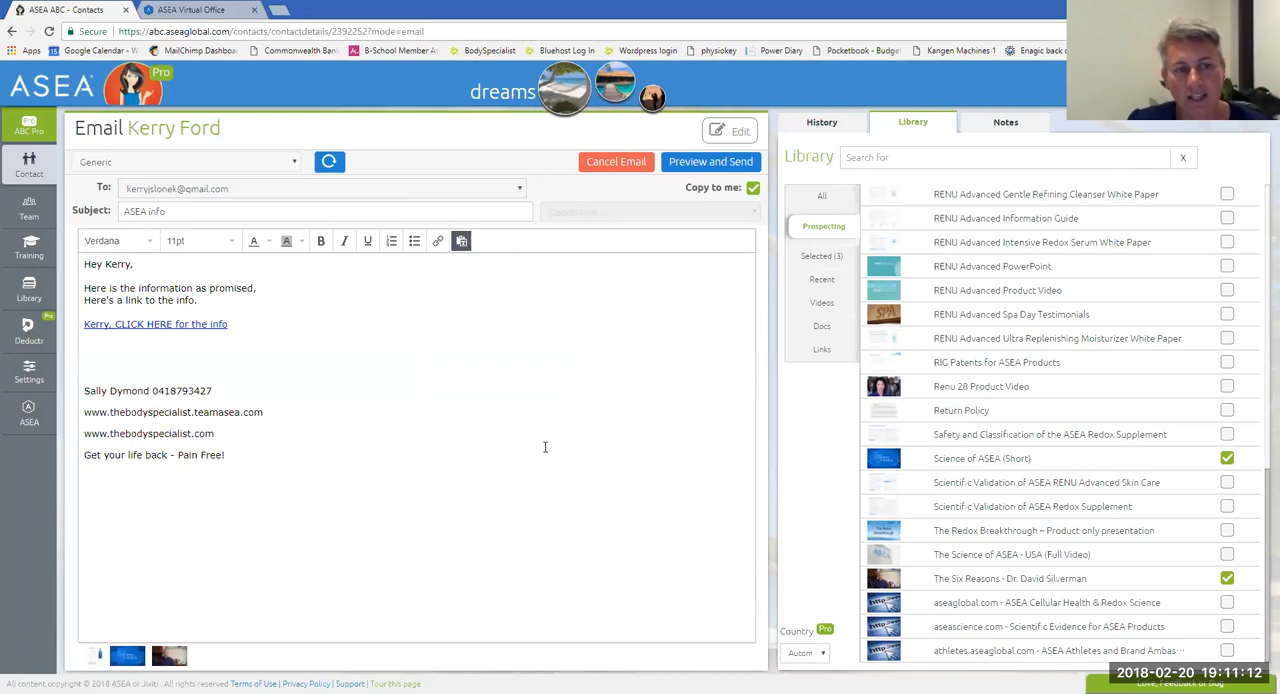 ASEA ABC - Contacts
ASEA Virtual Office
Secure
https://abc.aseaglobal.com/contacts/contactdetails/2392252?mode=email
Apps
Google Calendar - W
MailChimp Dashboa
Commonwealth Bank
B-School Member A
BodySpecialist
Bluehost Log In
Wordpress login
physiokey
Power Diary
Pocketbook - Budget
Kangen Machines 1
Enagic back o
ASEA
Pro
dreams
Pro
ABC Pro
Contact
Team
Training
Library
Pro
Deductr
Settings
ASEA
Email Kerry Ford
Edit
Generic
Cancel Email
Preview and Send
To:
kerryjslonek@gmail.com
Copy to me:
Subject:
ASEA info
Verdana
11pt
A
A
B
I
U
Hey Kerry,
Here is the information as promised,
Here's a link to the info.
Kerry, CLICK HERE for the info
Sally Dymond 0418793427
www.thebodyspecialist.teamasea.com
www.thebodyspecialist.com
Get your life back - Pain Free!
History
Library
Notes
Library
Search for
X
All
Prospecting
Selected (3)
Recent
Videos
Docs
Links
Country
Pro
Autom
RENU Advanced Gentle Refining Cleanser White Paper
RENU Advanced Information Guide
RENU Advanced Intensive Redox Serum White Paper
RENU Advanced PowerPoint
RENU Advanced Product Video
SPA
RENU Advanced Spa Day Testimonials
RENU Advanced Ultra Replenishing Moisturizer White Paper
RIG Patents for ASEA Products
Renu 28 Product Video
Return Policy
Safety and Classification of the ASEA Redox Supplement
Science of ASEA (Short)
Scientific Validation of ASEA RENU Advanced Skin Care
Scientific Validation of ASEA Redox Supplement
The Redox Breakthrough – Product only presentation
The Science of ASEA - USA (Full Video)
The Six Reasons - Dr. David Silverman
aseaglobal.com - ASEA Cellular Health & Redox Science
aseascience.com - Scientific Evidence for ASEA Products
athletes.aseaglobal.com - ASEA Athletes and Brand Ambas...
2018-02-20 19:11:12
All content copyright © 2018 ASEA or Jixiti . All rights reserved
Terms of Use | Privacy Policy | Support | Tour this page
Love, Feedback or Bug